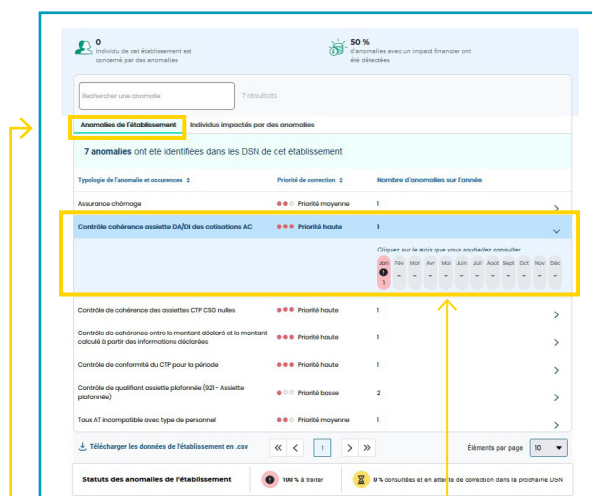 0
individu de cet établissement est
concerné par des anomalies
50 %
d'anomalies avec un impact financier ont
été détectées
Rechercher une anomalie
7 résultats
Anomalies de l'établissement
Individus impactés par des anomalies
7 anomalies ont été identifiées dans les DSN de cet établissement
Typologie de l'anomalie et occurences
Priorité de correction
Nombre d'anomalies sur l'année
Assurance chômage
Priorité moyenne
1
Contrôle cohérence assiette DA/DI des cotisations AC
Priorité haute
1
Cliquez sur le mois que vous souhaitez consulter
Jan Fév Mar Avr Mai Juin Juil Août Sept Oct Nov Déc
! - - - - - - - - - - -
1
Contrôle de cohérence des assiettes CTP CSG nulles
Priorité haute
1
Contrôle de cohérence entre le montant déclaré et le montant
calculé à partir des informations déclarées
Priorité haute
1
Contrôle de conformité du CTP pour la période
Priorité haute
1
Contrôle de qualifiant assiette plafonnée (921 - Assiette
plafonnée)
Priorité basse
2
Taux AT incompatible avec type de personnel
Priorité moyenne
1
Télécharger les données de l'établissement en .csv
« < 1 > »
Éléments par page
10
Statuts des anomalies de l'établissement
100 % à traiter
0 % consultées et en attente de correction dans la prochaine DSN